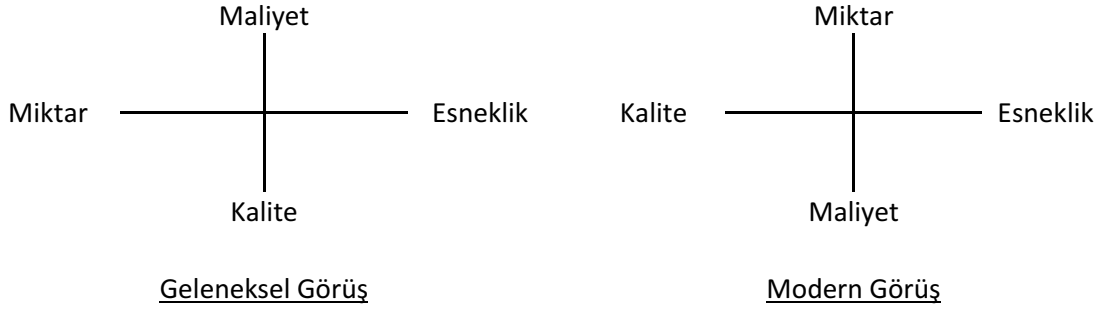 Maliyet
Miktar
Esneklik
Kalite
Geleneksel Görüş
Miktar
Kalite
Esneklik
Maliyet
Modern Görüş